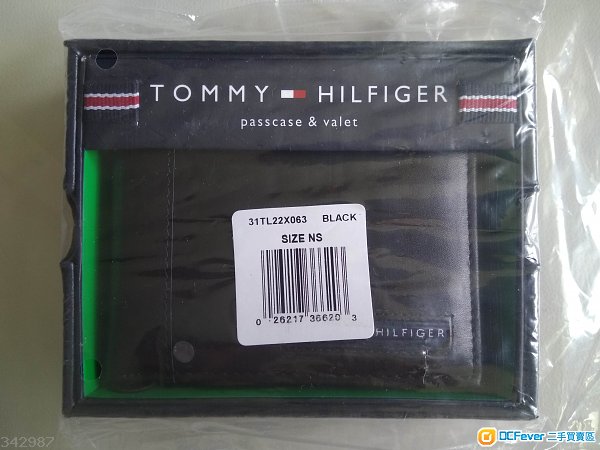 TOMMY HILFIGER
passcase & valet
31TL22X063 BLACK
SIZE NS
0 26217 36620 3
HILFIGER
342987
DCFever 二手買賣區